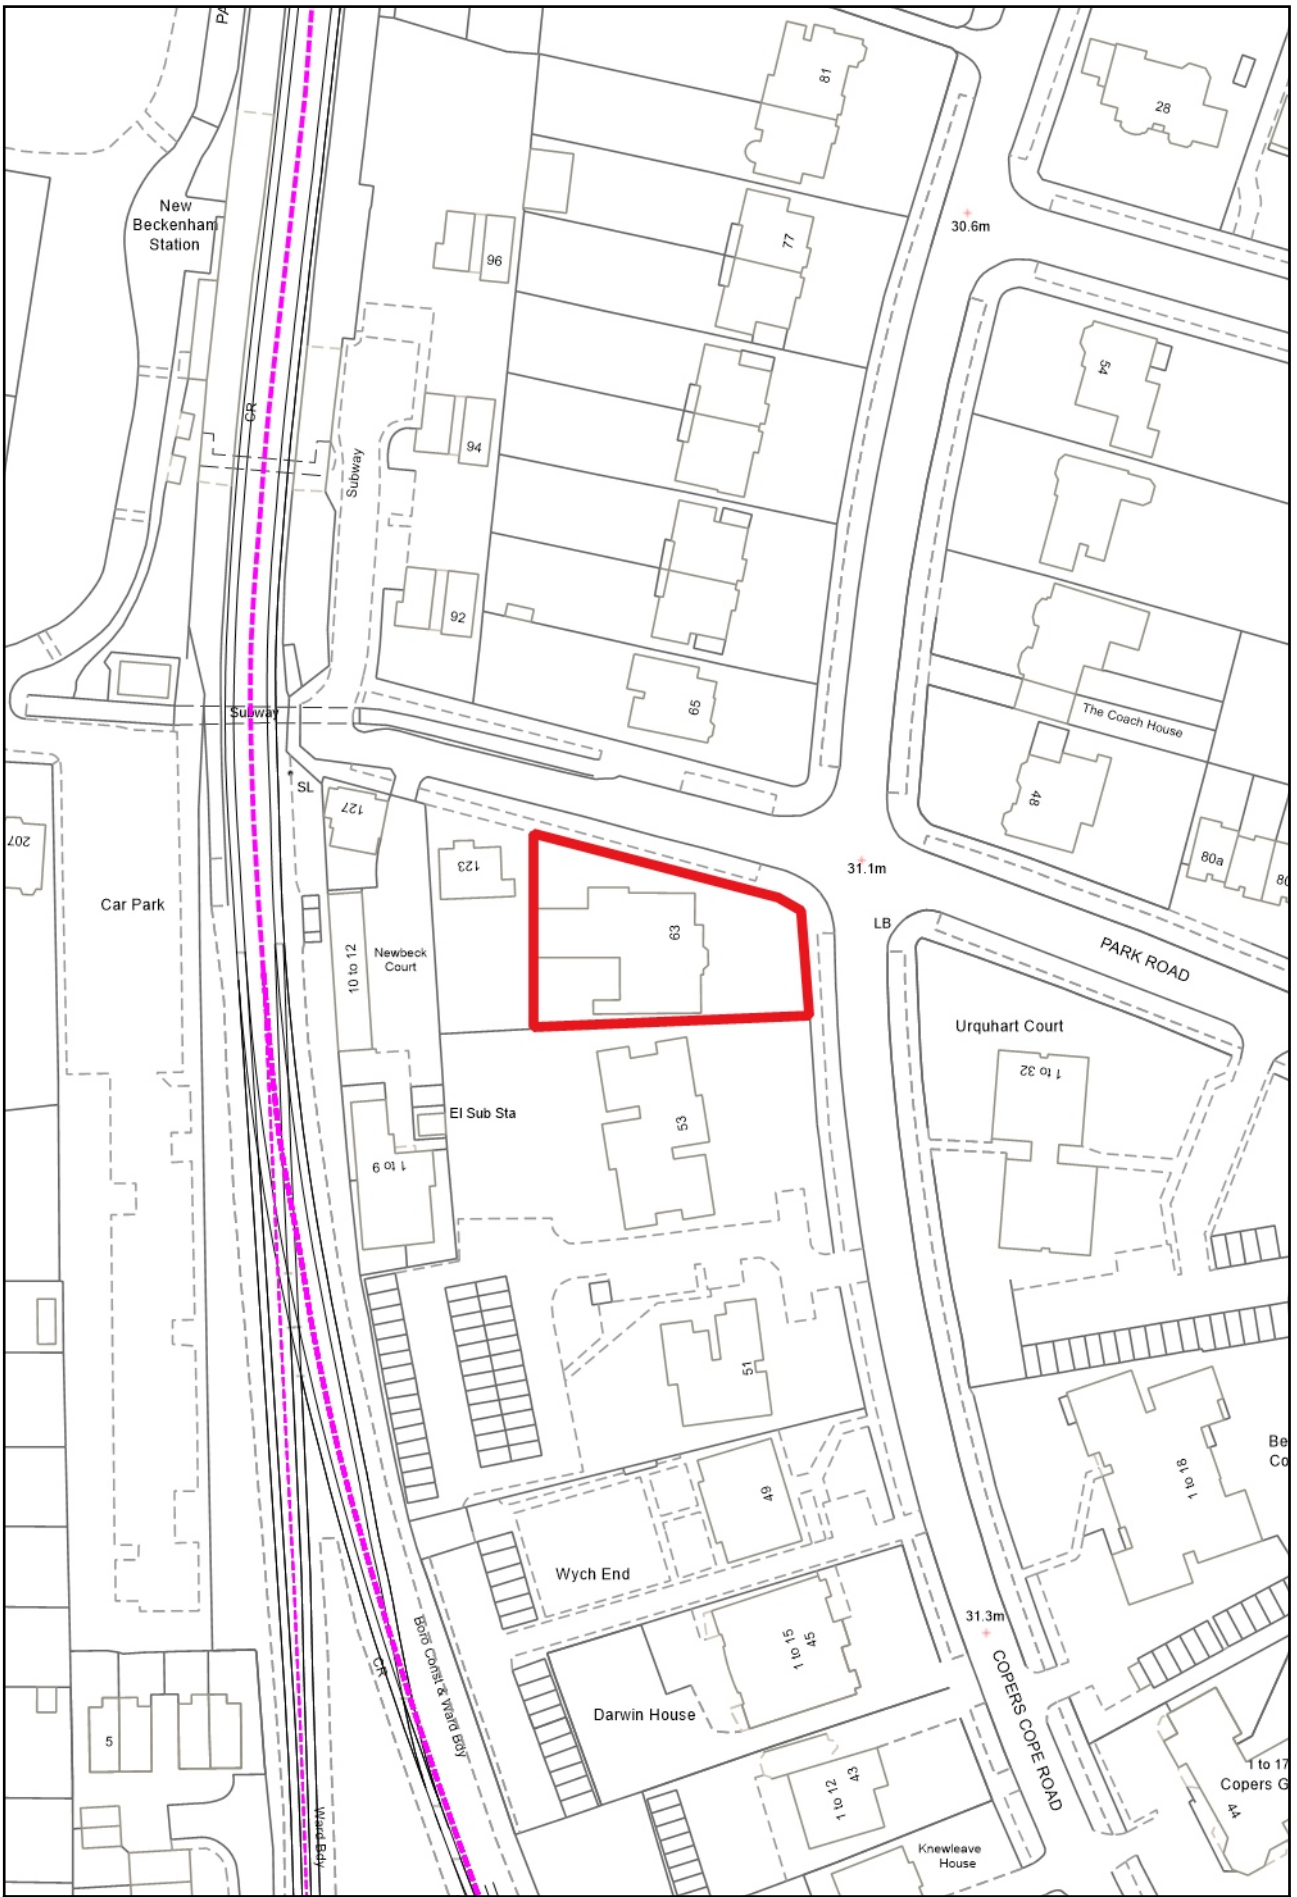 PA
81
28
New
Beckenham
Station
77
30.6m
96
54
CR
94
Subway
92
65
The Coach House
Subway
SL
127
48
207
123
80a
80
31.1m
Car Park
LB
63
10 to 12
Newbeck
Court
PARK ROAD
Urquhart Court
1 to 32
El Sub Sta
53
1 to 9
51
Be
Co
1 to 18
49
Wych End
31.3m
1 to 15
45
Boro Const & Ward Bdy
CR
COPERS COPE ROAD
Darwin House
5
1 to 12
43
1 to 17
Copers G
44
Ward Bdy
Knewleave
House